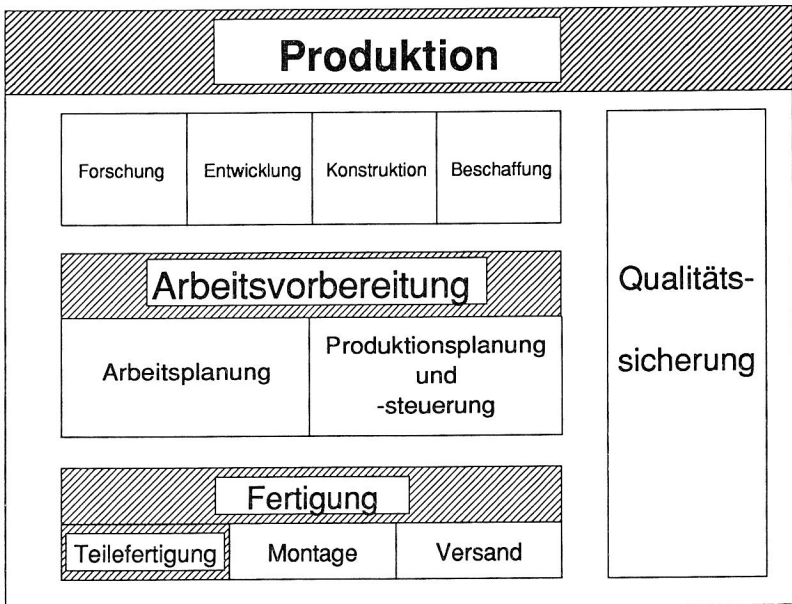 Produktion
Forschung
Entwicklung
Konstruktion
Beschaffung
Arbeitsvorbereitung
Arbeitsplanung
Produktionsplanung
und
-steuerung
Fertigung
Teilefertigung
Montage
Versand
Qualitäts-
sicherung